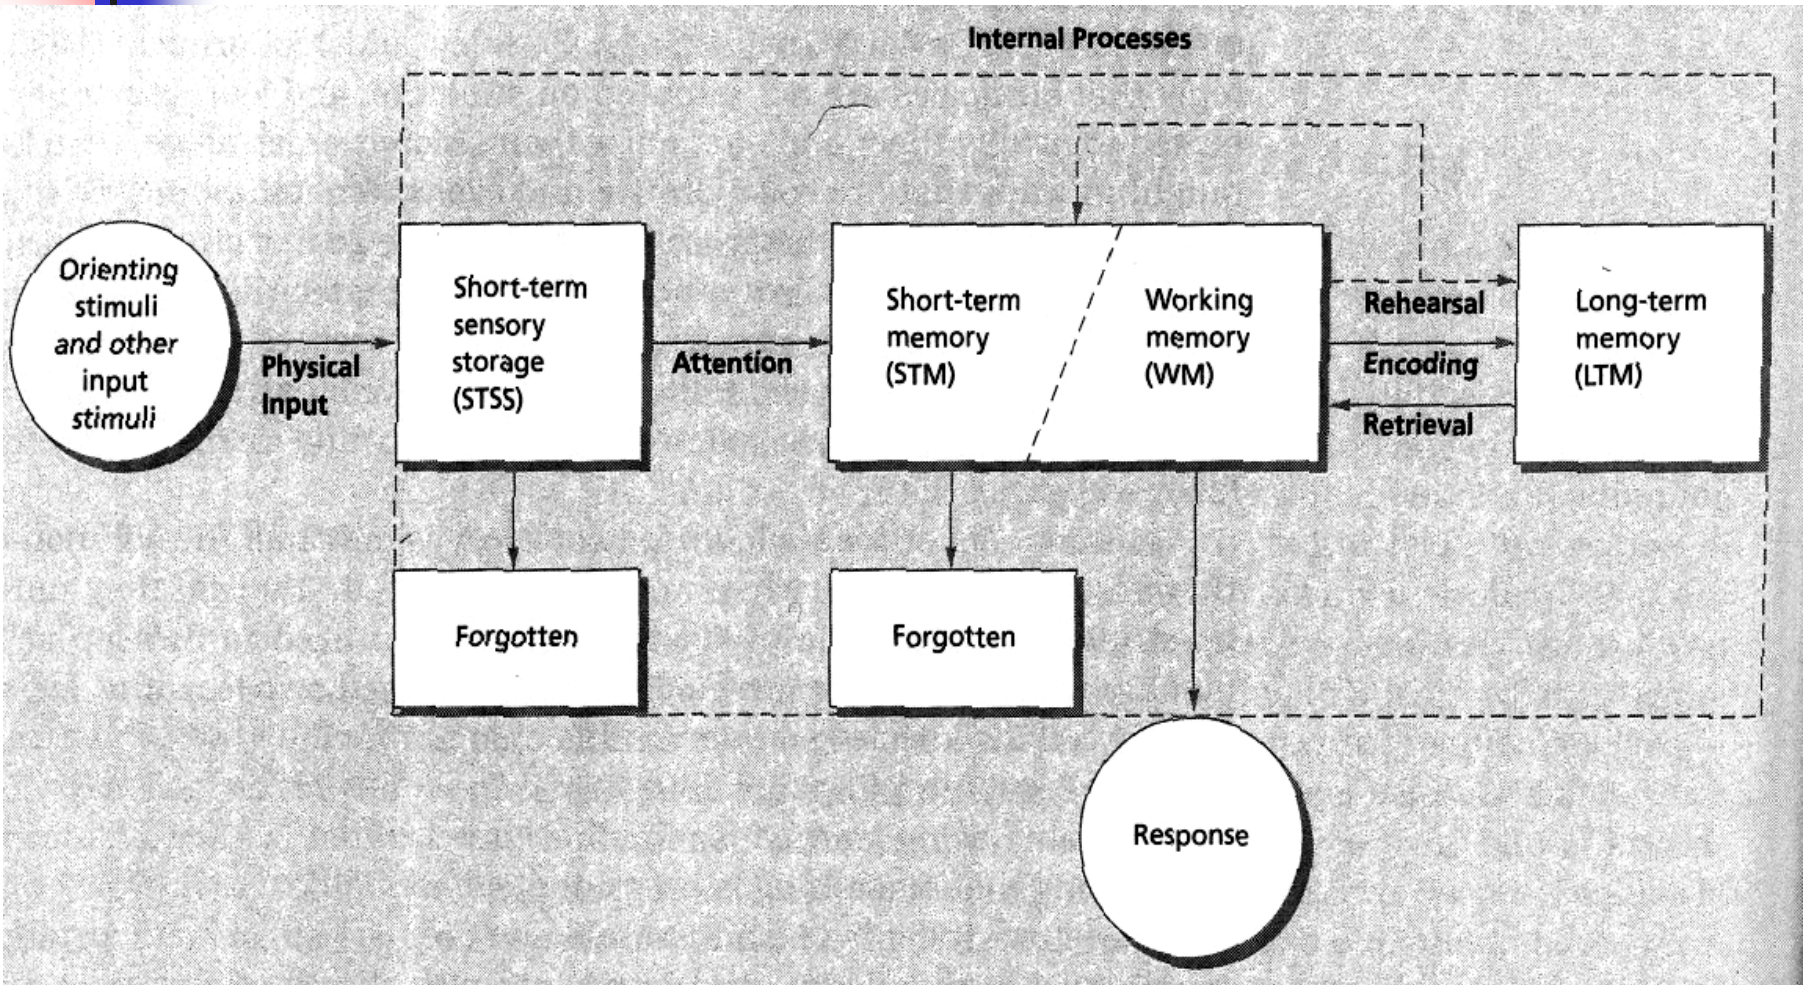 Internal Processes
Orienting
stimuli
and other
input
stimuli
Physical
Input
Short-term
sensory
storage
(STSS)
Attention
Short-term
memory
(STM)
Working
memory
(WM)
Rehearsal
Encoding
Retrieval
Long-term
memory
(LTM)
Forgotten
Forgotten
Response